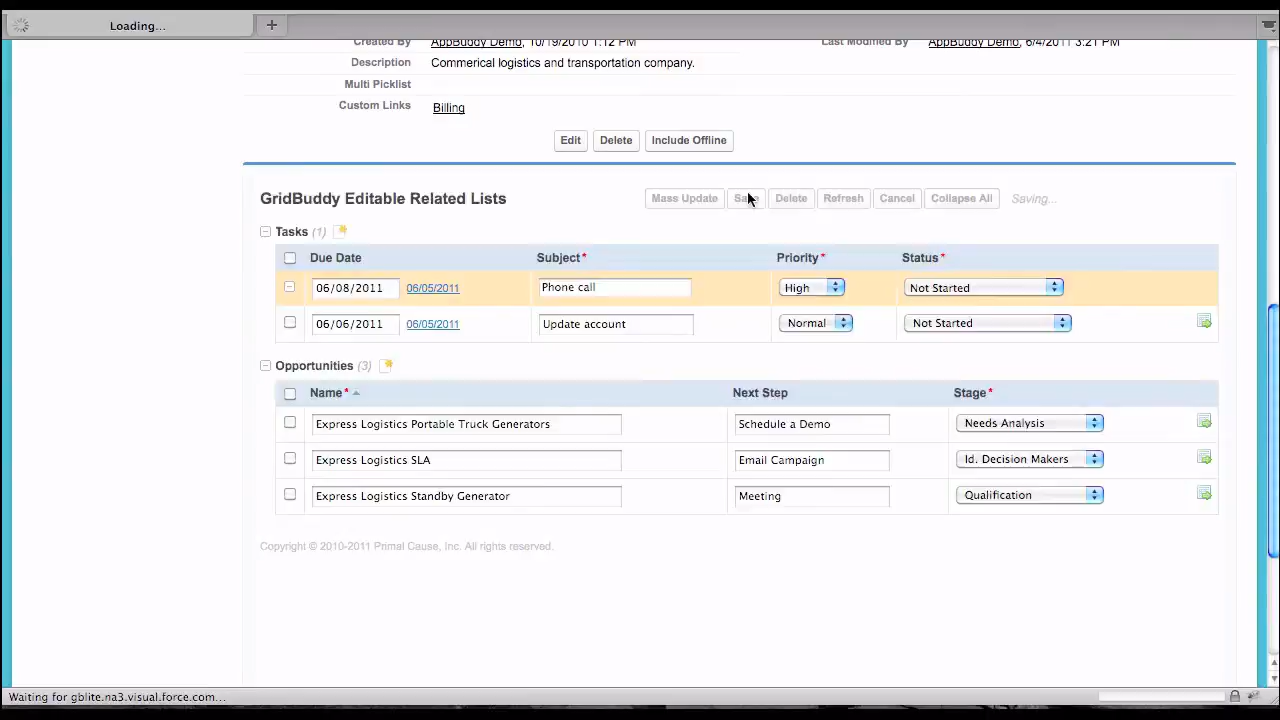 Loading...
Created By AppBuddy Demo, 10/19/2010 1:12 PM Last Modified By AppBuddy Demo, 6/4/2011 3:21 PM
Description Commerical logistics and transportation company.
Multi Picklist
Custom Links Billing
Edit Delete Include Offline
GridBuddy Editable Related Lists Mass Update Save Delete Refresh Cancel Collapse All Saving...
Tasks (1)
Due Date Subject* Priority* Status*
06/08/2011 06/05/2011 Phone call High Not Started
06/06/2011 06/05/2011 Update account Normal Not Started
Opportunities (3)
Name* Next Step Stage*
Express Logistics Portable Truck Generators Schedule a Demo Needs Analysis
Express Logistics SLA Email Campaign Id. Decision Makers
Express Logistics Standby Generator Meeting Qualification
Copyright © 2010-2011 Primal Cause, Inc. All rights reserved.
Waiting for gblite.na3.visual.force.com...